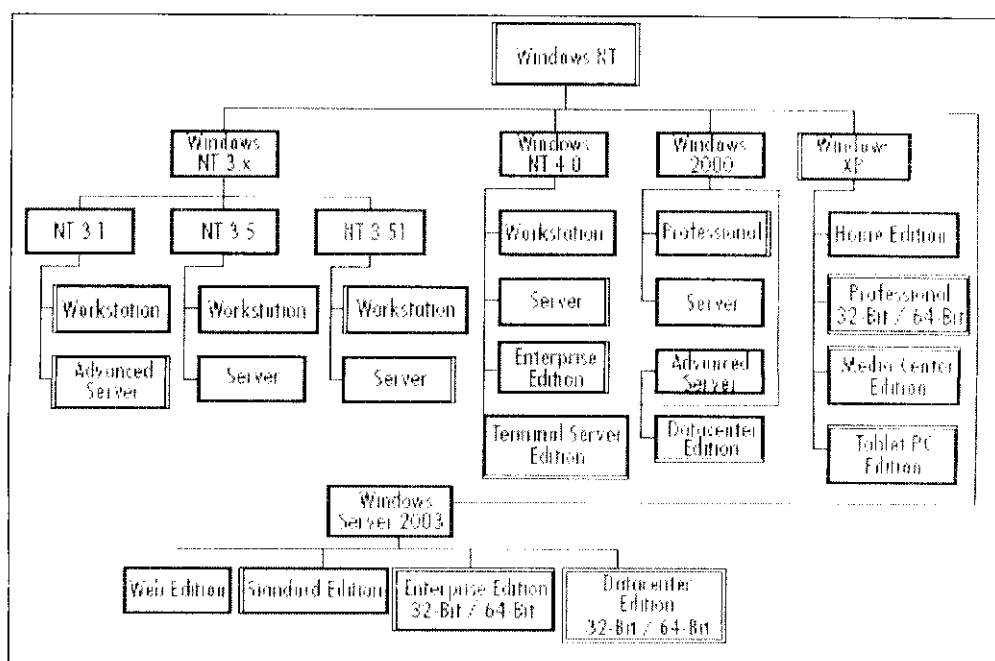 Windows NT
Windows
NT 3.x
Windows
NT 4.0
Windows
2000
Windows
XP
NT 3.1
NT 3.5
NT 3.51
Workstation
Advanced
Server
Workstation
Server
Workstation
Server
Workstation
Server
Enterprise
Edition
Terminal Server
Edition
Professional
Server
Advanced
Server
Datacenter
Edition
Home Edition
Professional
32-Bit / 64-Bit
Media Center
Edition
Tablet PC
Edition
Windows
Server 2003
Web Edition
Standard Edition
Enterprise Edition
32-Bit / 64-Bit
Datacenter
Edition
32-Bit / 64-Bit